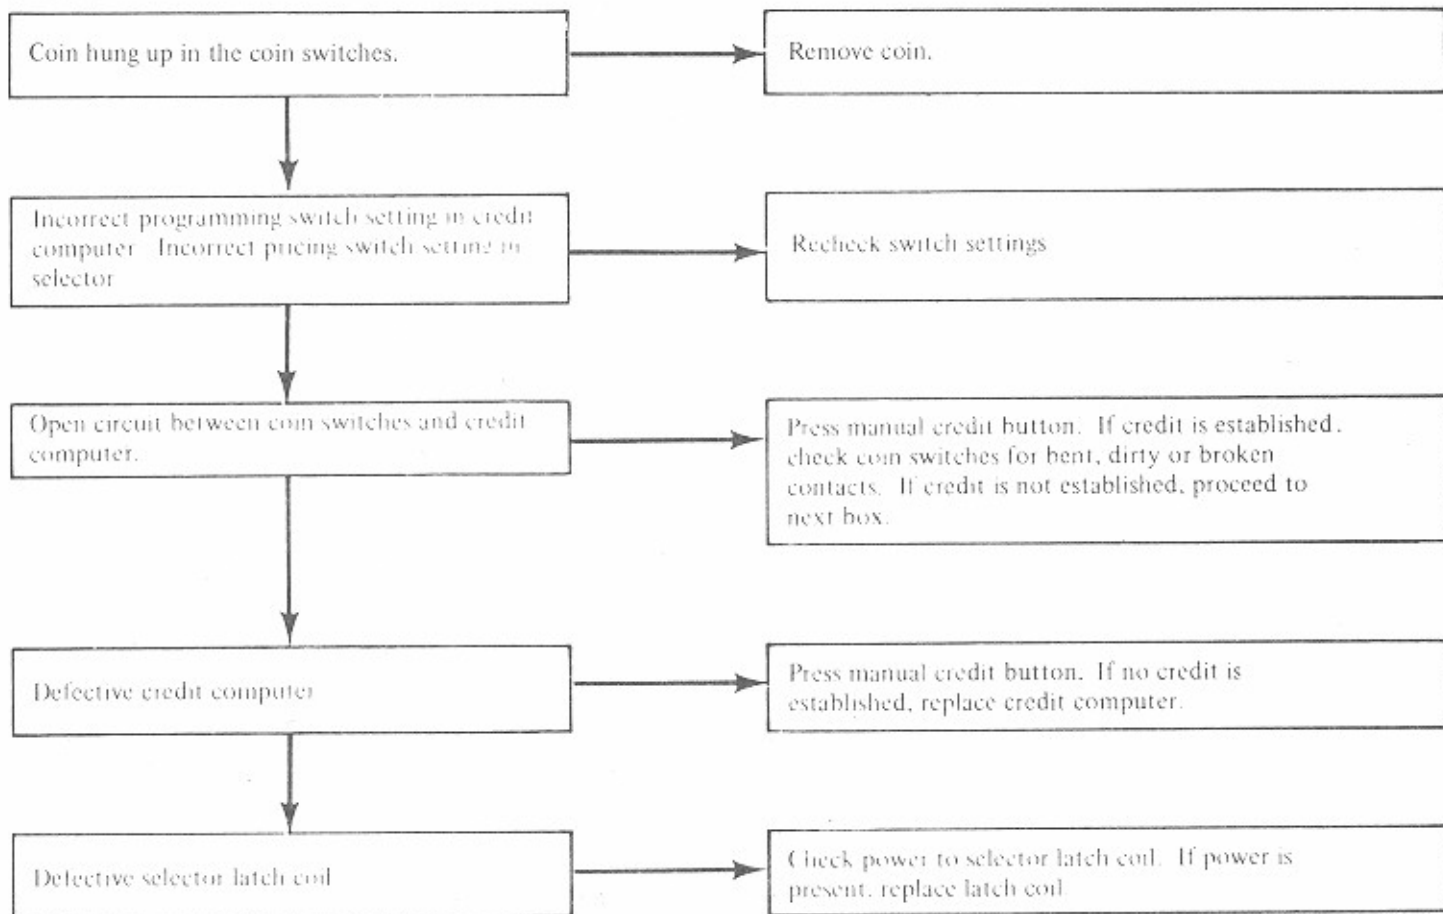 Coin hung up in the coin switches.
Remove coin.
Incorrect programming switch setting in credit
computer Incorrect pricing switch setting in
selector
Recheck switch settings
Open circuit between coin switches and credit
computer.
Press manual credit button. If credit is established,
check coin switches for bent, dirty or broken
contacts. If credit is not established, proceed to
next box.
Defective credit computer
Press manual credit button. If no credit is
established, replace credit computer.
Defective selector latch coil
Check power to selector latch coil. If power is
present, replace latch coil